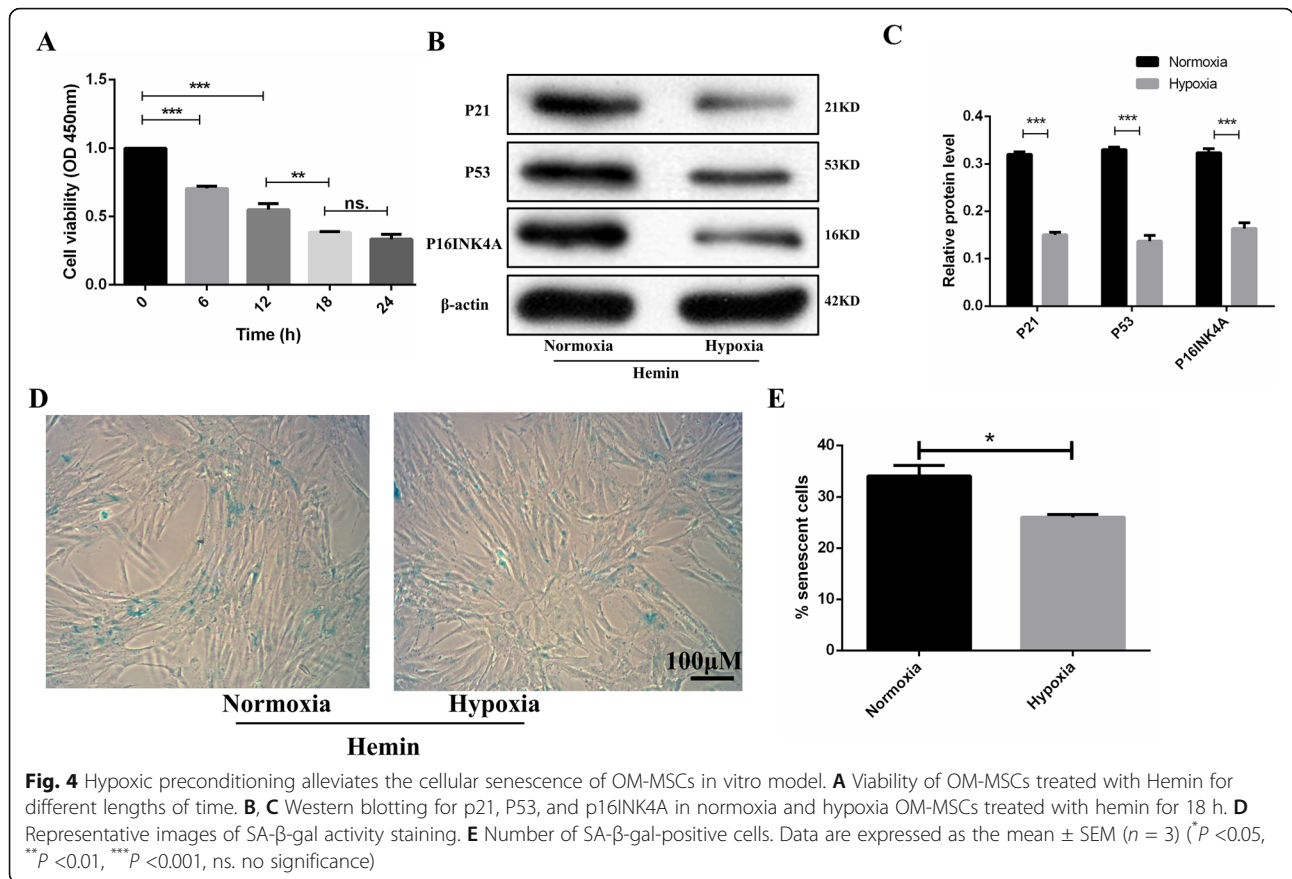 A
Cell viability (OD 450nm)
1.5
1.0
0.5
0.0
***
***
**
ns.
0
6
12
18
24
Time (h)
B
P21
21KD
P53
53KD
P16INK4A
16KD
β-actin
42KD
Normoxia Hypoxia
Hemin
C
Normoxia
Hypoxia
Relative protein level
0.4
0.3
0.2
0.1
0.0
***
***
***
P21
P53
P16INK4A
D
100μM
Normoxia Hypoxia
Hemin
E
% senescent cells
40
30
20
10
0
*
Normoxia
Hypoxia
Fig. 4 Hypoxic preconditioning alleviates the cellular senescence of OM-MSCs in vitro model. A Viability of OM-MSCs treated with Hemin for
different lengths of time. B, C Western blotting for p21, P53, and p16INK4A in normoxia and hypoxia OM-MSCs treated with hemin for 18 h. D
Representative images of SA-β-gal activity staining. E Number of SA-β-gal-positive cells. Data are expressed as the mean ± SEM (n = 3) (*P <0.05,
**P <0.01, ***P <0.001, ns. no significance)